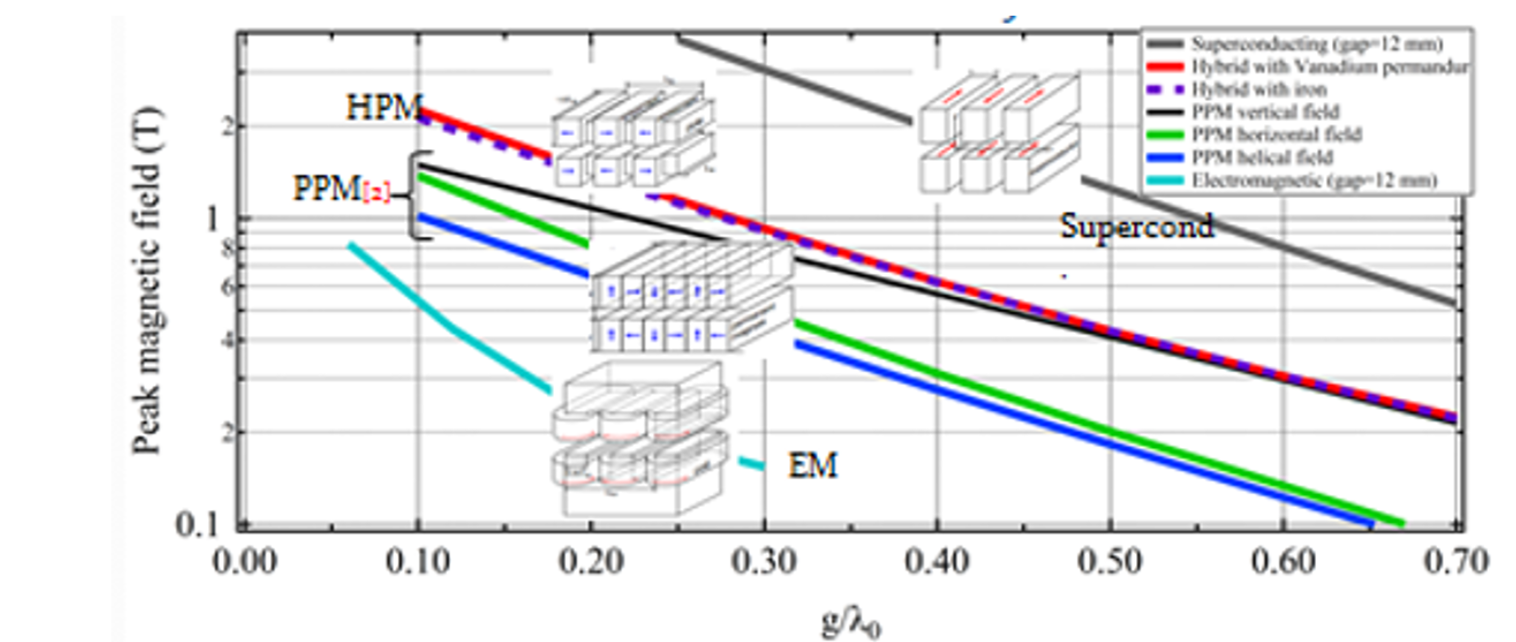 Superconducting (gap=12 mm)
Hybrid with Vanadium permandur
Hybrid with iron
PPM vertical field
PPM horizontal field
PPM helical field
Electromagnetic (gap=12 mm)
HPM
PPM[2]
Supercond
.
EM
Peak magnetic field (T)
2
1
8
6
4
2
0.1
0.00 0.10 0.20 0.30 0.40 0.50 0.60 0.70
g/λ0